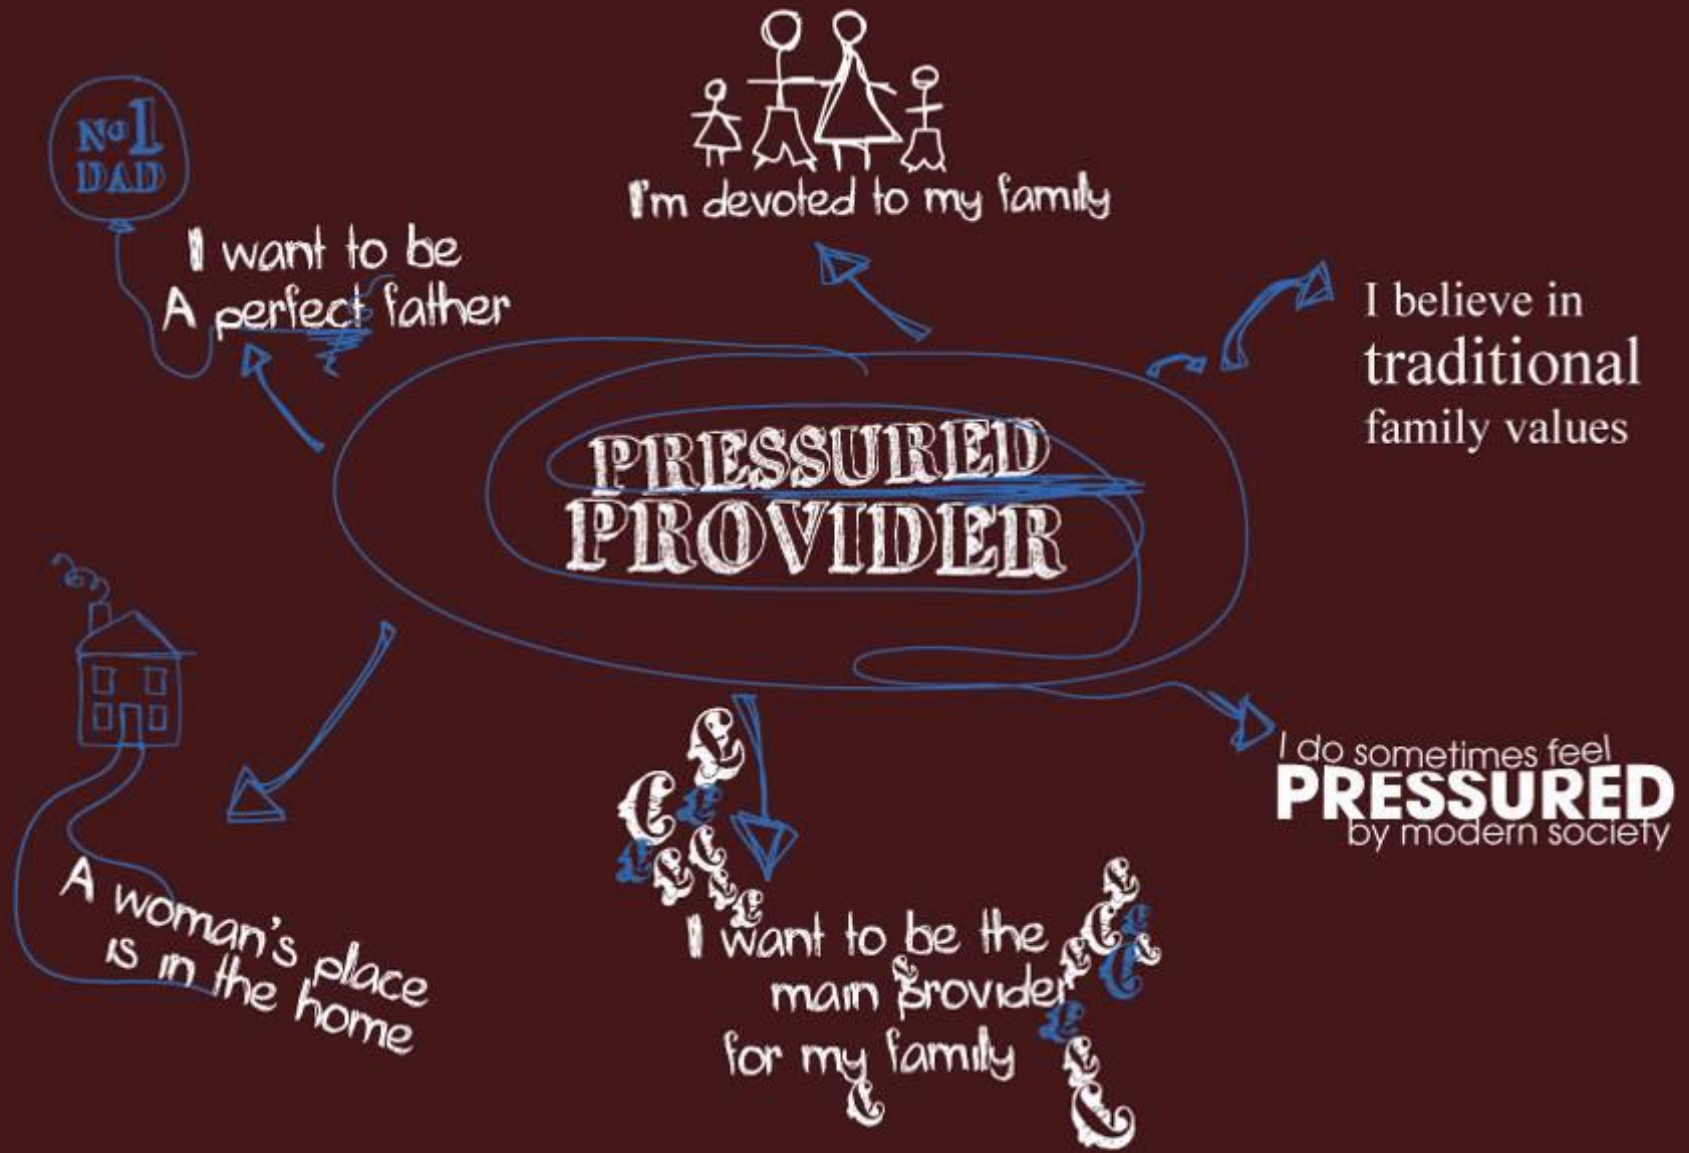 I'm devoted to my family
No1
DAD
I want to be
A perfect father
I believe in
traditional
family values
PRESSURED
PROVIDER
I do sometimes feel
PRESSURED
by modern society
A woman's place
is in the home
I want to be the
main provider
for my family